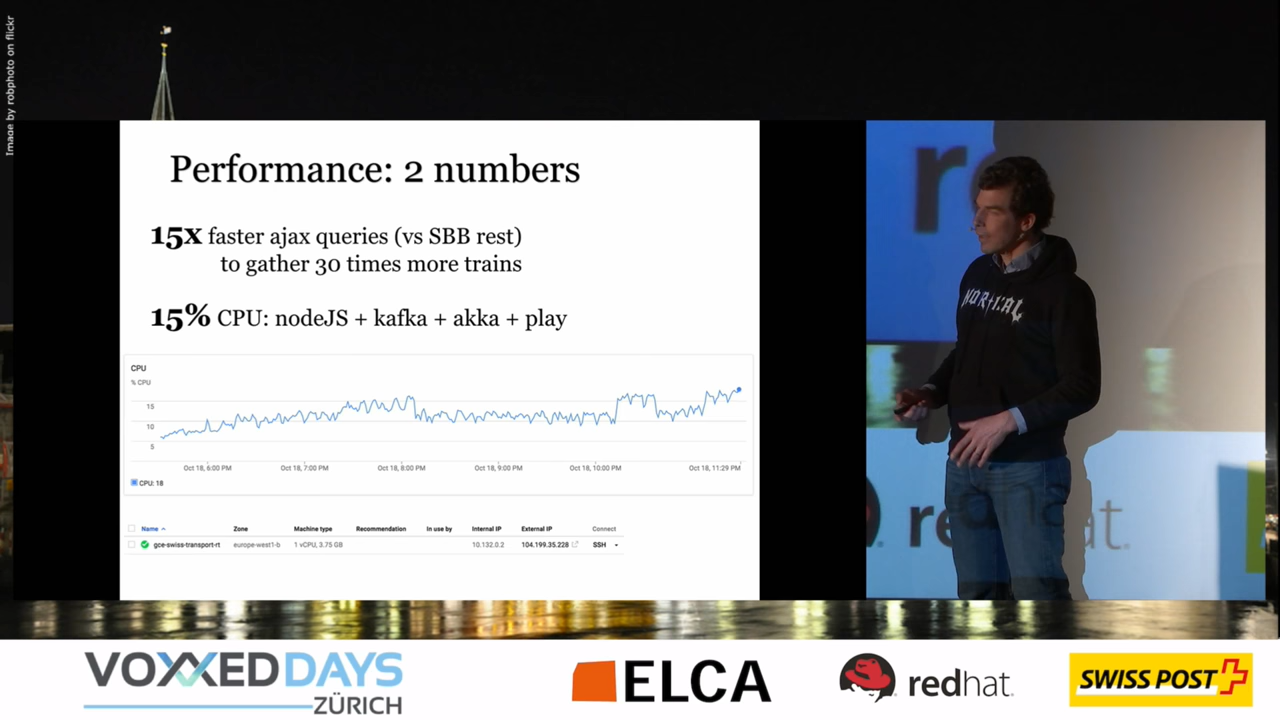 Image by robphoto on flickr
Performance: 2 numbers
15x faster ajax queries (vs SBB rest)
to gather 30 times more trains
15% CPU: nodeJS + kafka + akka + play
CPU
% CPU
15
10
5
Oct 18, 6:00 PM Oct 18, 7:00 PM Oct 18, 8:00 PM Oct 18, 9:00 PM Oct 18, 10:00 PM Oct 18, 11:29 PM
CPU: 18
Name Zone Machine type Recommendation In use by Internal IP External IP Connect
gce-swiss-transport-rt europe-west1-b 1 vCPU, 3.75 GB 10.132.0.2 104.199.35.228 SSH
VOXXED DAYS
ZÜRICH
ELCA
redhat.
SWISS POST